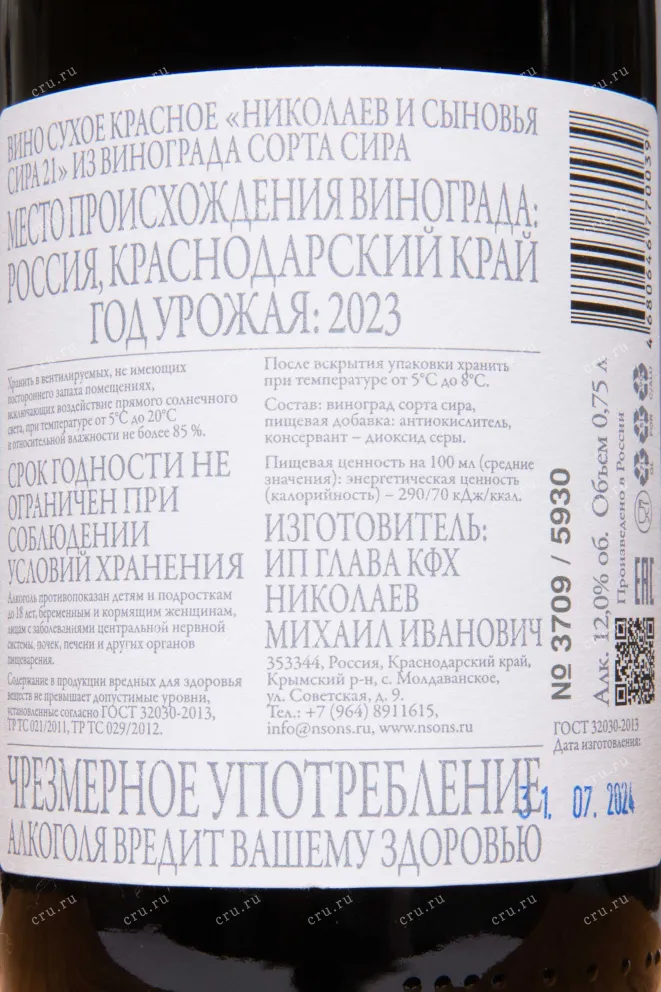 ВИНО СУХОЕ КРАСНОЕ «НИКОЛАЕВ И СЫНОВЬЯ
СИРА 21» ИЗ ВИНОГРАДА СОРТА СИРА
МЕСТО ПРОИСХОЖДЕНИЯ ВИНОГРАДА:
РОССИЯ, КРАСНОДАРСКИЙ КРАЙ
ГОД УРОЖАЯ: 2023
Хранить в вентилируемых, не имеющих
постороннего запаха помещениях,
исключающих воздействие прямого солнечного
света, при температуре от 5°C до 20°C
и относительной влажности не более 85 %.
СРОК ГОДНОСТИ НЕ
ОГРАНИЧЕН ПРИ
СОБЛЮДЕНИИ
УСЛОВИЙ ХРАНЕНИЯ
Алкоголь противопоказан детям и подросткам
до 18 лет, беременным и кормящим женщинам,
лицам с заболеваниями центральной нервной
системы, почек, печени и других органов
пищеварения.
Содержание в продукции вредных для здоровья
веществ не превышает допустимые уровни,
установленные согласно ГОСТ 32030-2013,
ТР ТС 021/2011, ТР ТС 029/2012.
После вскрытия упаковки хранить
при температуре от 5°C до 8°C.
Состав: виноград сорта сира,
пищевая добавка: антиокислитель,
консервант – диоксид серы.
Пищевая ценность на 100 мл (средние
значения): энергетическая ценность
(калорийность) – 290/70 кДж/ккал.
ИЗГОТОВИТЕЛЬ:
ИП ГЛАВА КФХ
НИКОЛАЕВ
МИХАИЛ ИВАНОВИЧ
353344, Россия, Краснодарский край,
Крымский р-н, с. Молдаванское,
ул. Советская, д. 9.
Тел.: +7 (964) 8911615,
info@nsons.ru, www.nsons.ru
ЧРЕЗМЕРНОЕ УПОТРЕБЛЕНИЕ
АЛКОГОЛЯ ВРЕДИТ ВАШЕМУ ЗДОРОВЬЮ
№ 3709 / 5930
Алк. 12,0% об. Объем 0,75 л
Произведено в России
4 680646 770039
EAC
ГОСТ 32030-2013
Дата изготовления:
31. 07. 2024
cru.ru